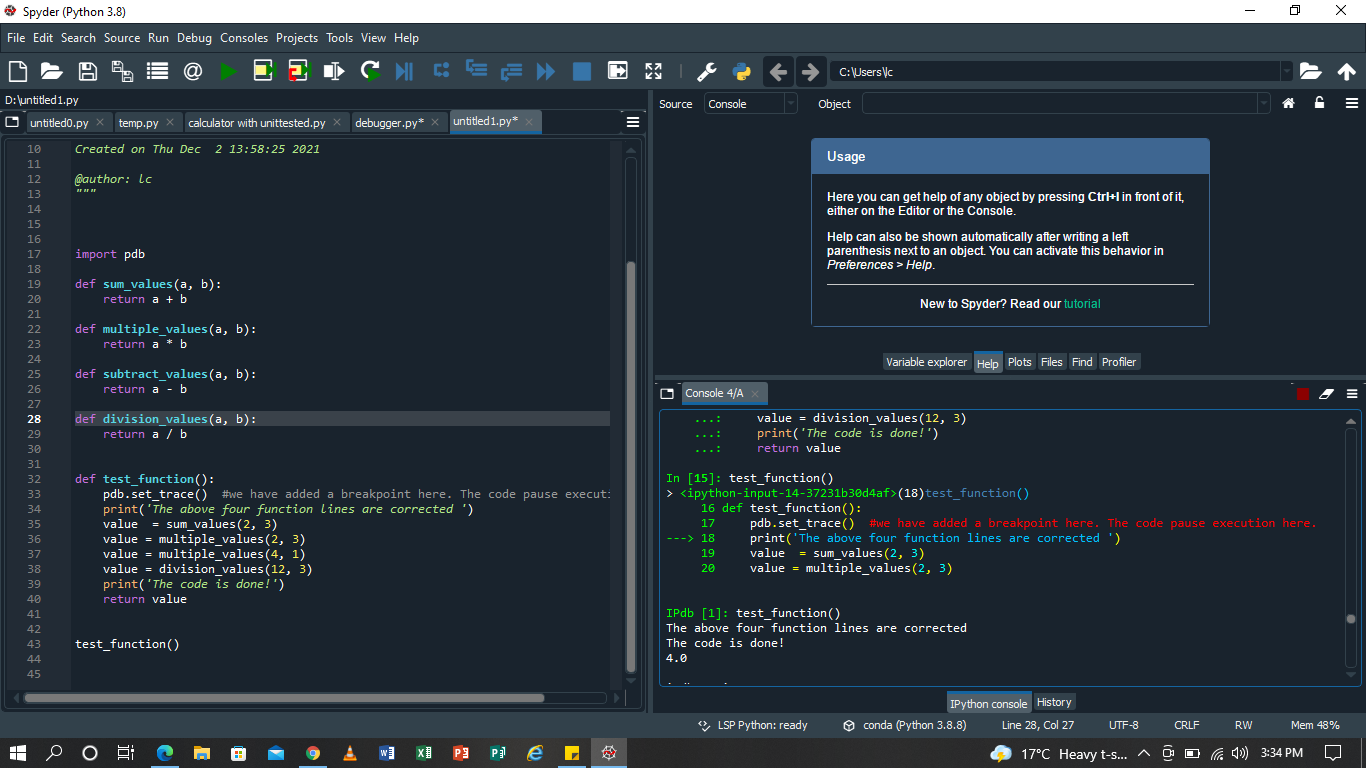 Spyder (Python 3.8)
File Edit Search Source Run Debug Consoles Projects Tools View Help
C:\Users\lc
D:\untitled1.py
untitled0.py temp.py calculator with unittested.py debugger.py* untitled1.py*
10 Created on Thu Dec  2 13:58:25 2021
11
12 @author: lc
13 """
14
15
16
17 import pdb
18
19 def sum_values(a, b):
20     return a + b
21
22 def multiple_values(a, b):
23     return a * b
24
25 def subtract_values(a, b):
26     return a - b
27
28 def division_values(a, b):
29     return a / b
30
31
32 def test_function():
33     pdb.set_trace()  #we have added a breakpoint here. The code pause executi
34     print('The above four function lines are corrected ')
35     value  = sum_values(2, 3)
36     value = multiple_values(2, 3)
37     value = multiple_values(4, 1)
38     value = division_values(12, 3)
39     print('The code is done!')
40     return value
41
42
43 test_function()
44
45
Source Console Object
Usage
Here you can get help of any object by pressing Ctrl+I in front of it,
either on the Editor or the Console.
Help can also be shown automatically after writing a left
parenthesis next to an object. You can activate this behavior in
Preferences > Help.
New to Spyder? Read our tutorial
Variable explorer Help Plots Files Find Profiler
Console 4/A
...:     value = division_values(12, 3)
...:     print('The code is done!')
...:     return value
In [15]: test_function()
> <ipython-input-14-37231b30d4af>(18)test_function()
16 def test_function():
17     pdb.set_trace()  #we have added a breakpoint here. The code pause execution here.
---> 18     print('The above four function lines are corrected ')
19     value  = sum_values(2, 3)
20     value = multiple_values(2, 3)
IPdb [1]: test_function()
The above four function lines are corrected
The code is done!
4.0
IPython console History
LSP Python: ready conda (Python 3.8.8) Line 28, Col 27 UTF-8 CRLF RW Mem 48%
17°C Heavy t-s... 3:34 PM